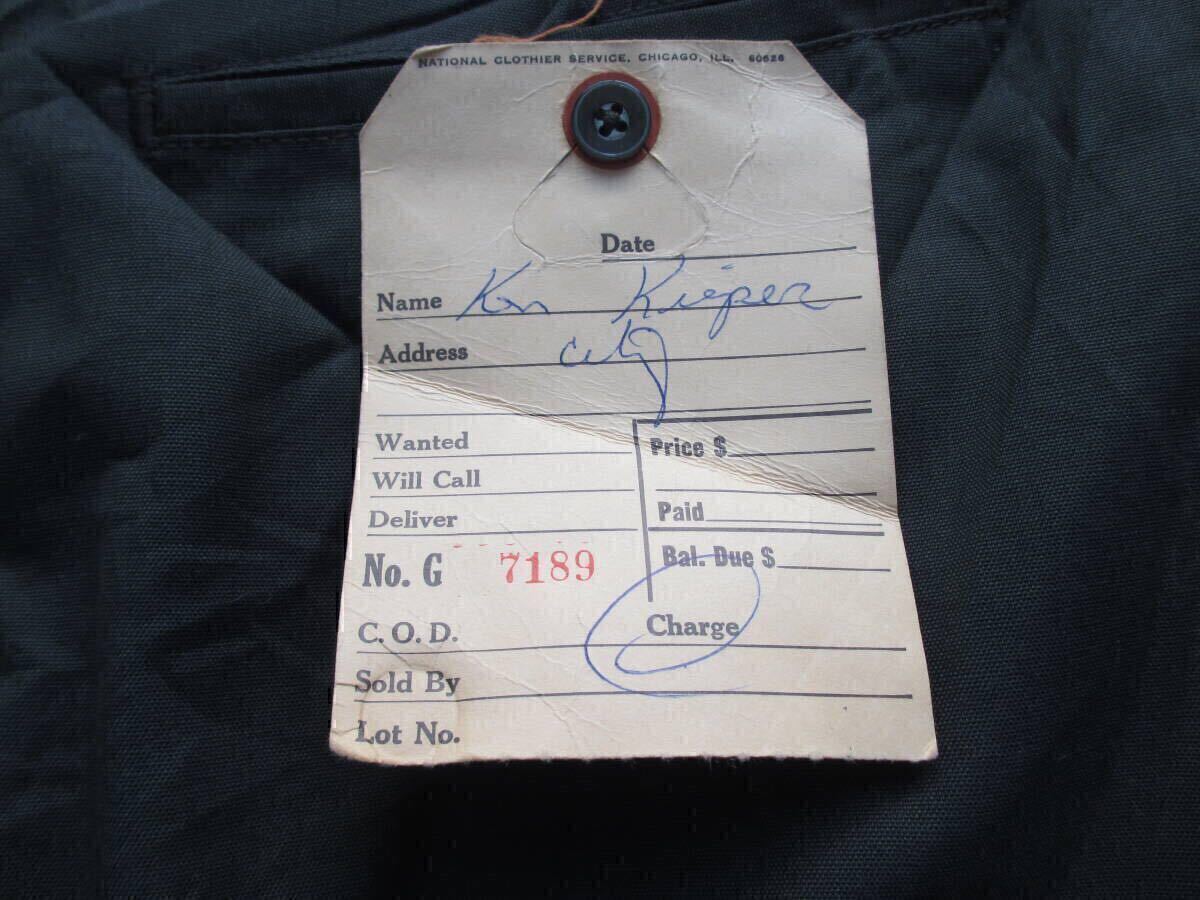 NATIONAL CLOTHIER SERVICE, CHICAGO, ILL. 60626
Date
Name Ken Kieper
Address city
Wanted
Price $
Will Call
Deliver
Paid
No. G 7189
Bal. Due $
C. O. D.
Charge
Sold By
Lot No.